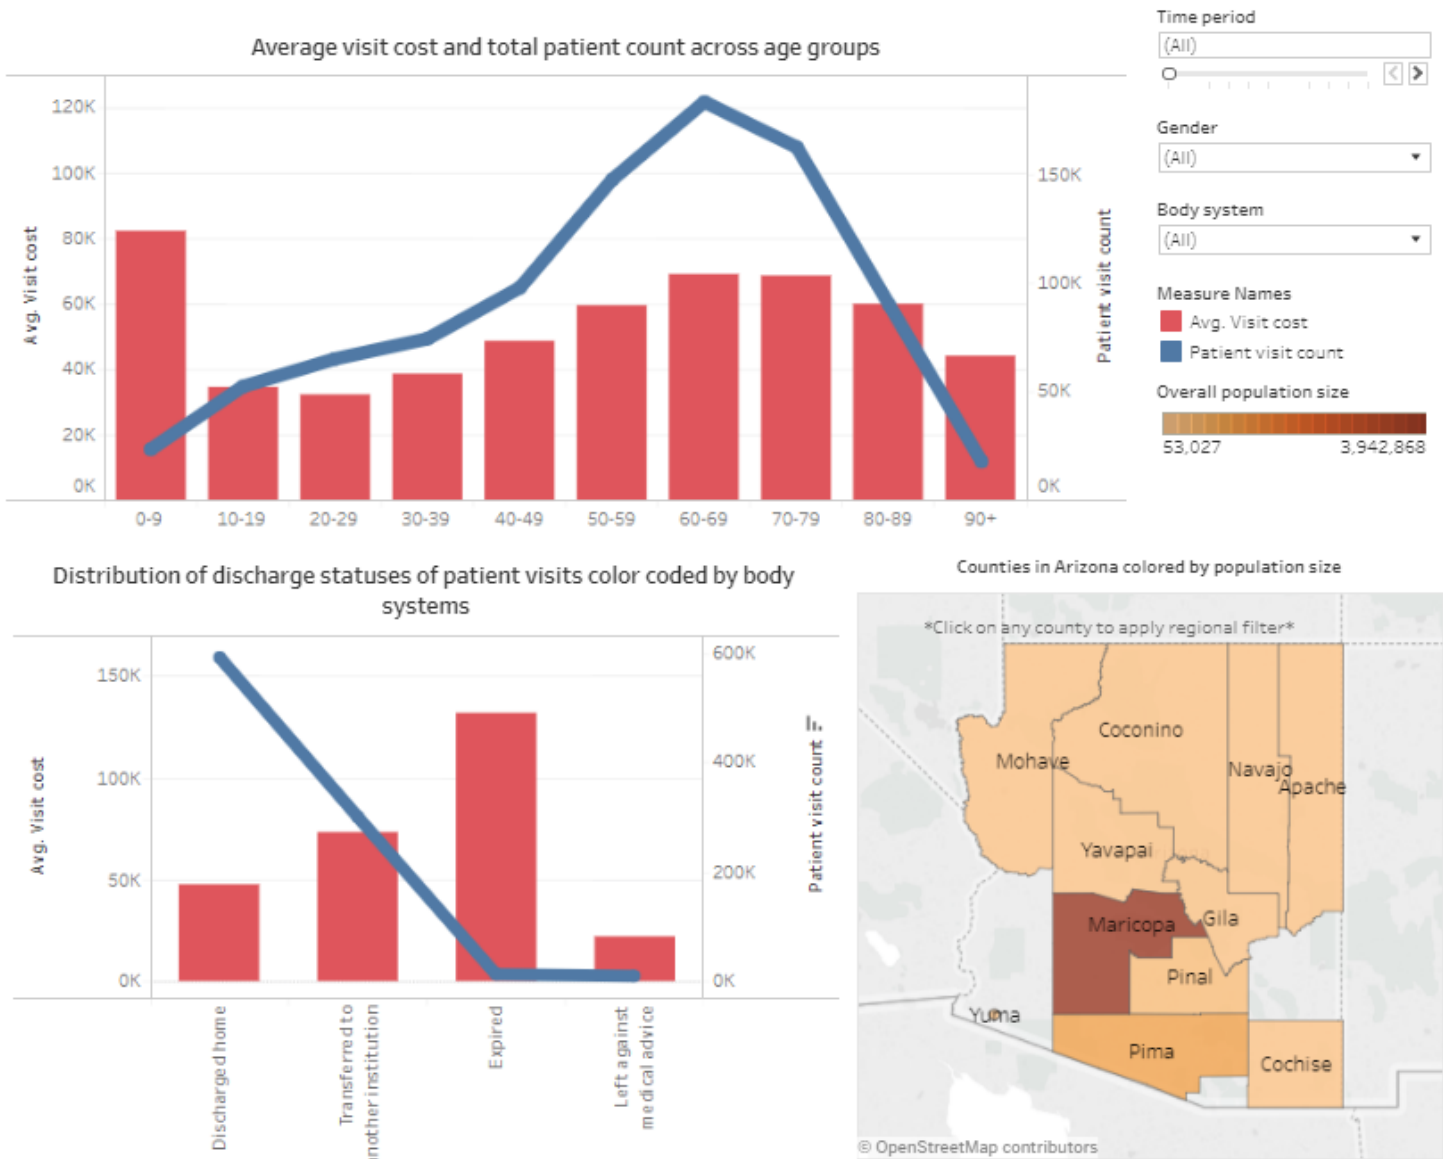 Average visit cost and total patient count across age groups
Avg. Visit cost
120K
100K
80K
60K
40K
20K
0K
150K
100K
50K
0K
Patient visit count
0-9 10-19 20-29 30-39 40-49 50-59 60-69 70-79 80-89 90+
Time period
(All)
Gender
(All)
Body system
(All)
Measure Names
Avg. Visit cost
Patient visit count
Overall population size
53,027 3,942,868
Distribution of discharge statuses of patient visits color coded by body
systems
Avg. Visit cost
150K
100K
50K
0K
600K
400K
200K
0K
Patient visit count
Discharged home
Transferred to
another institution
Expired
Left against
medical advice
Counties in Arizona colored by population size
*Click on any county to apply regional filter*
Coconino
Mohave
Navajo
Apache
Yavapai
Maricopa
Gila
Pinal
Yuma
Pima
Cochise
© OpenStreetMap contributors